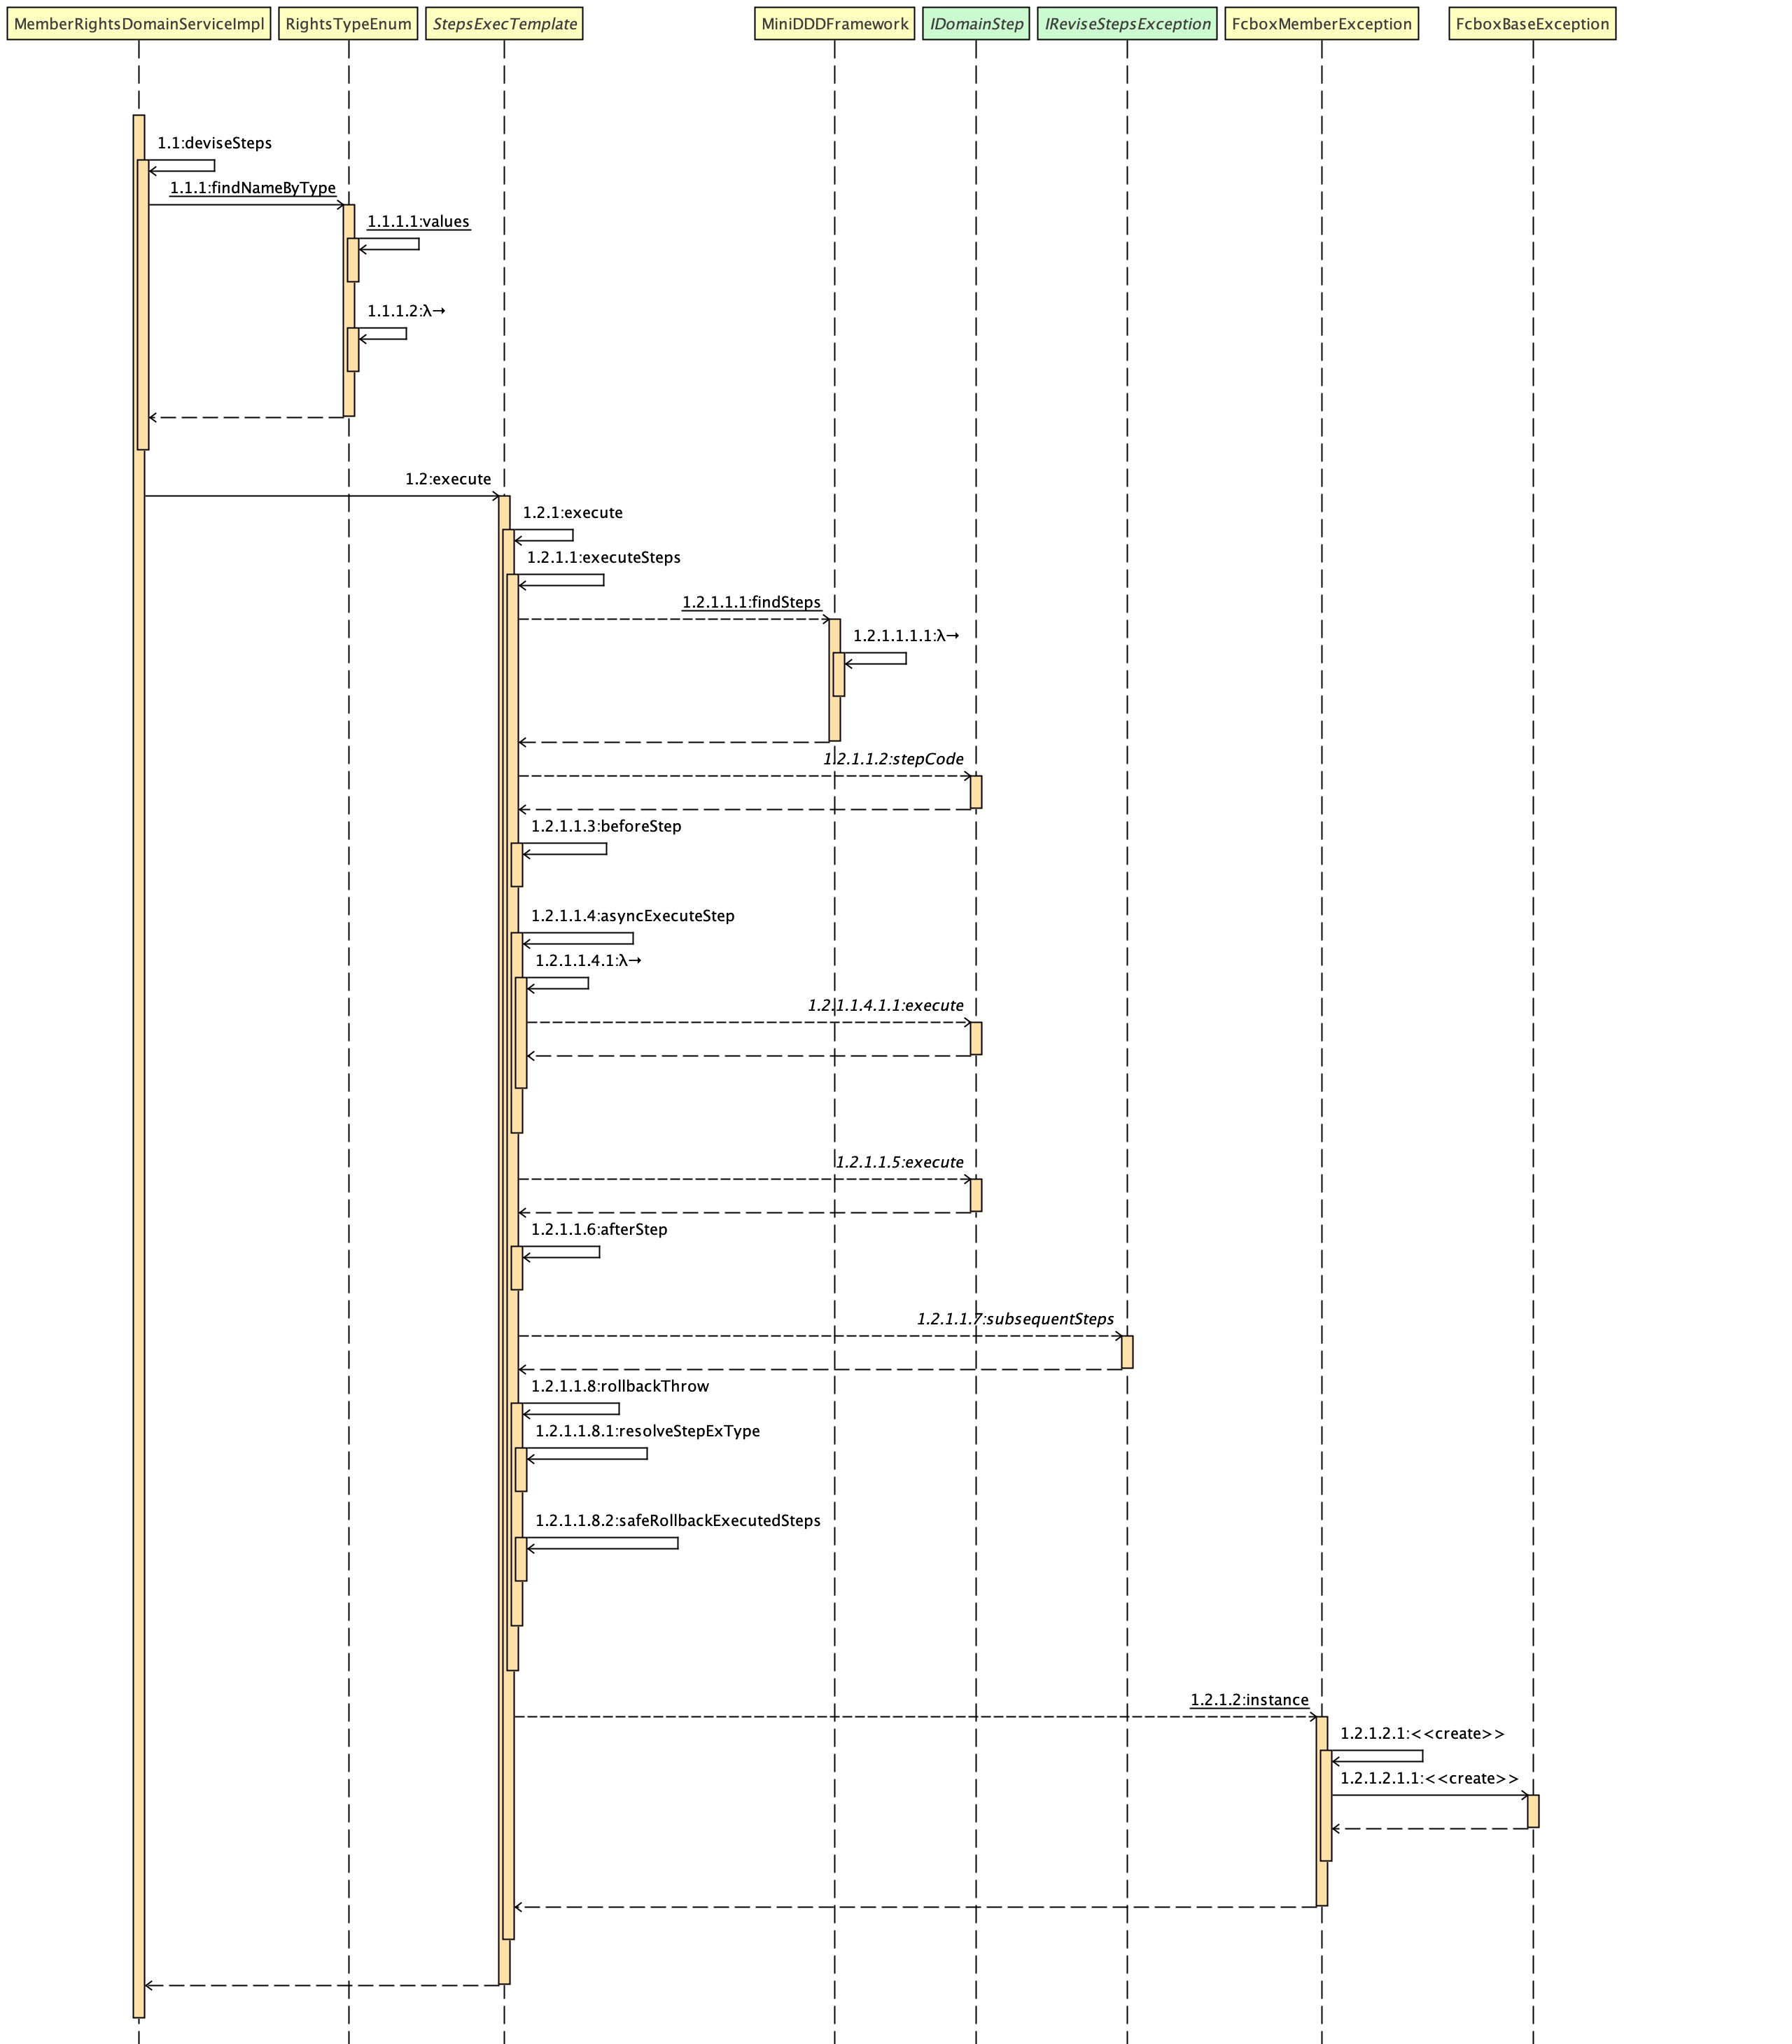 MemberRightsDomainServiceImpl
RightsTypeEnum
StepsExecTemplate
MiniDDDFramework
IDomainStep
IReviseStepsException
FcboxMemberException
FcboxBaseException
1.1:deviseSteps
1.1.1:findNameByType
1.1.1.1:values
1.1.1.2:λ→
1.2:execute
1.2.1:execute
1.2.1.1:executeSteps
1.2.1.1.1:findSteps
1.2.1.1.1.1:λ→
1.2.1.1.2:stepCode
1.2.1.1.3:beforeStep
1.2.1.1.4:asyncExecuteStep
1.2.1.1.4.1:λ→
1.2.1.1.4.1.1:execute
1.2.1.1.5:execute
1.2.1.1.6:afterStep
1.2.1.1.7:subsequentSteps
1.2.1.1.8:rollbackThrow
1.2.1.1.8.1:resolveStepExType
1.2.1.1.8.2:safeRollbackExecutedSteps
1.2.1.2:instance
1.2.1.2.1:<<create>>
1.2.1.2.1.1:<<create>>